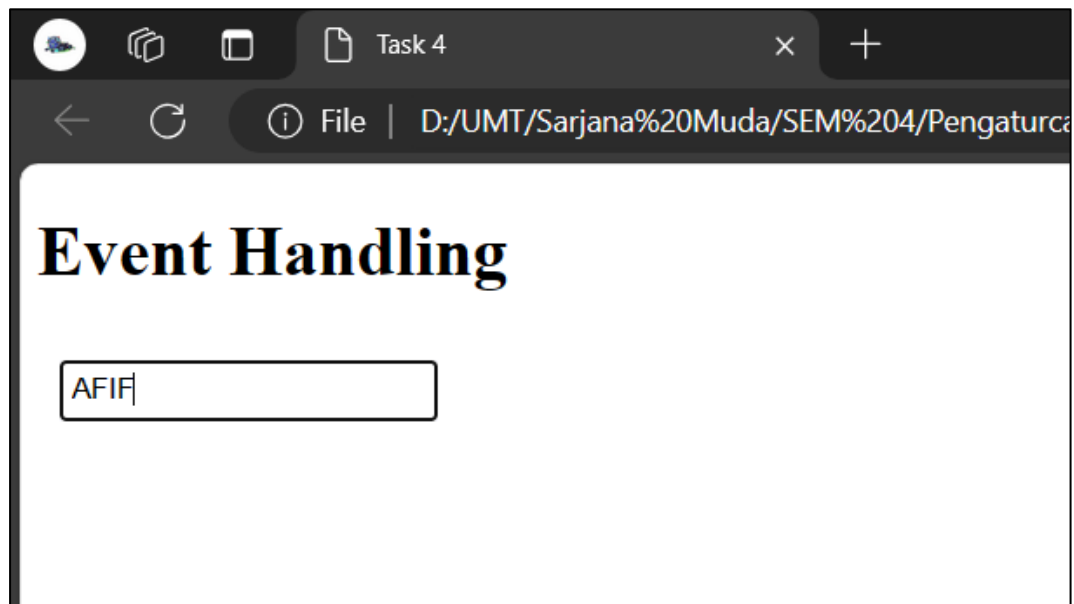 Task 4
File | D:/UMT/Sarjana%20Muda/SEM%204/Pengaturca
Event Handling
AFIF